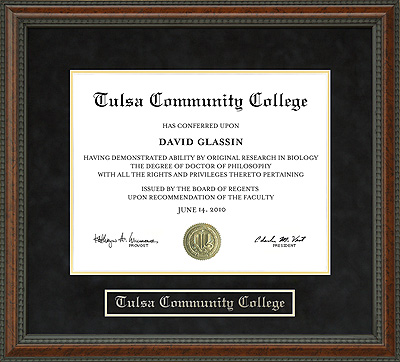 Tulsa Community College
HAS CONFERRED UPON
DAVID GLASSIN
HAVING DEMONSTRATED ABILITY BY ORIGINAL RESEARCH IN BIOLOGY
THE DEGREE OF DOCTOR OF PHILOSOPHY
WITH ALL THE RIGHTS AND PRIVILEGES THERETO PERTAINING
ISSUED BY THE BOARD OF REGENTS
UPON RECOMMENDATION OF THE FACULTY
JUNE 14, 2010
PROVOST
PRESIDENT
Tulsa Community College